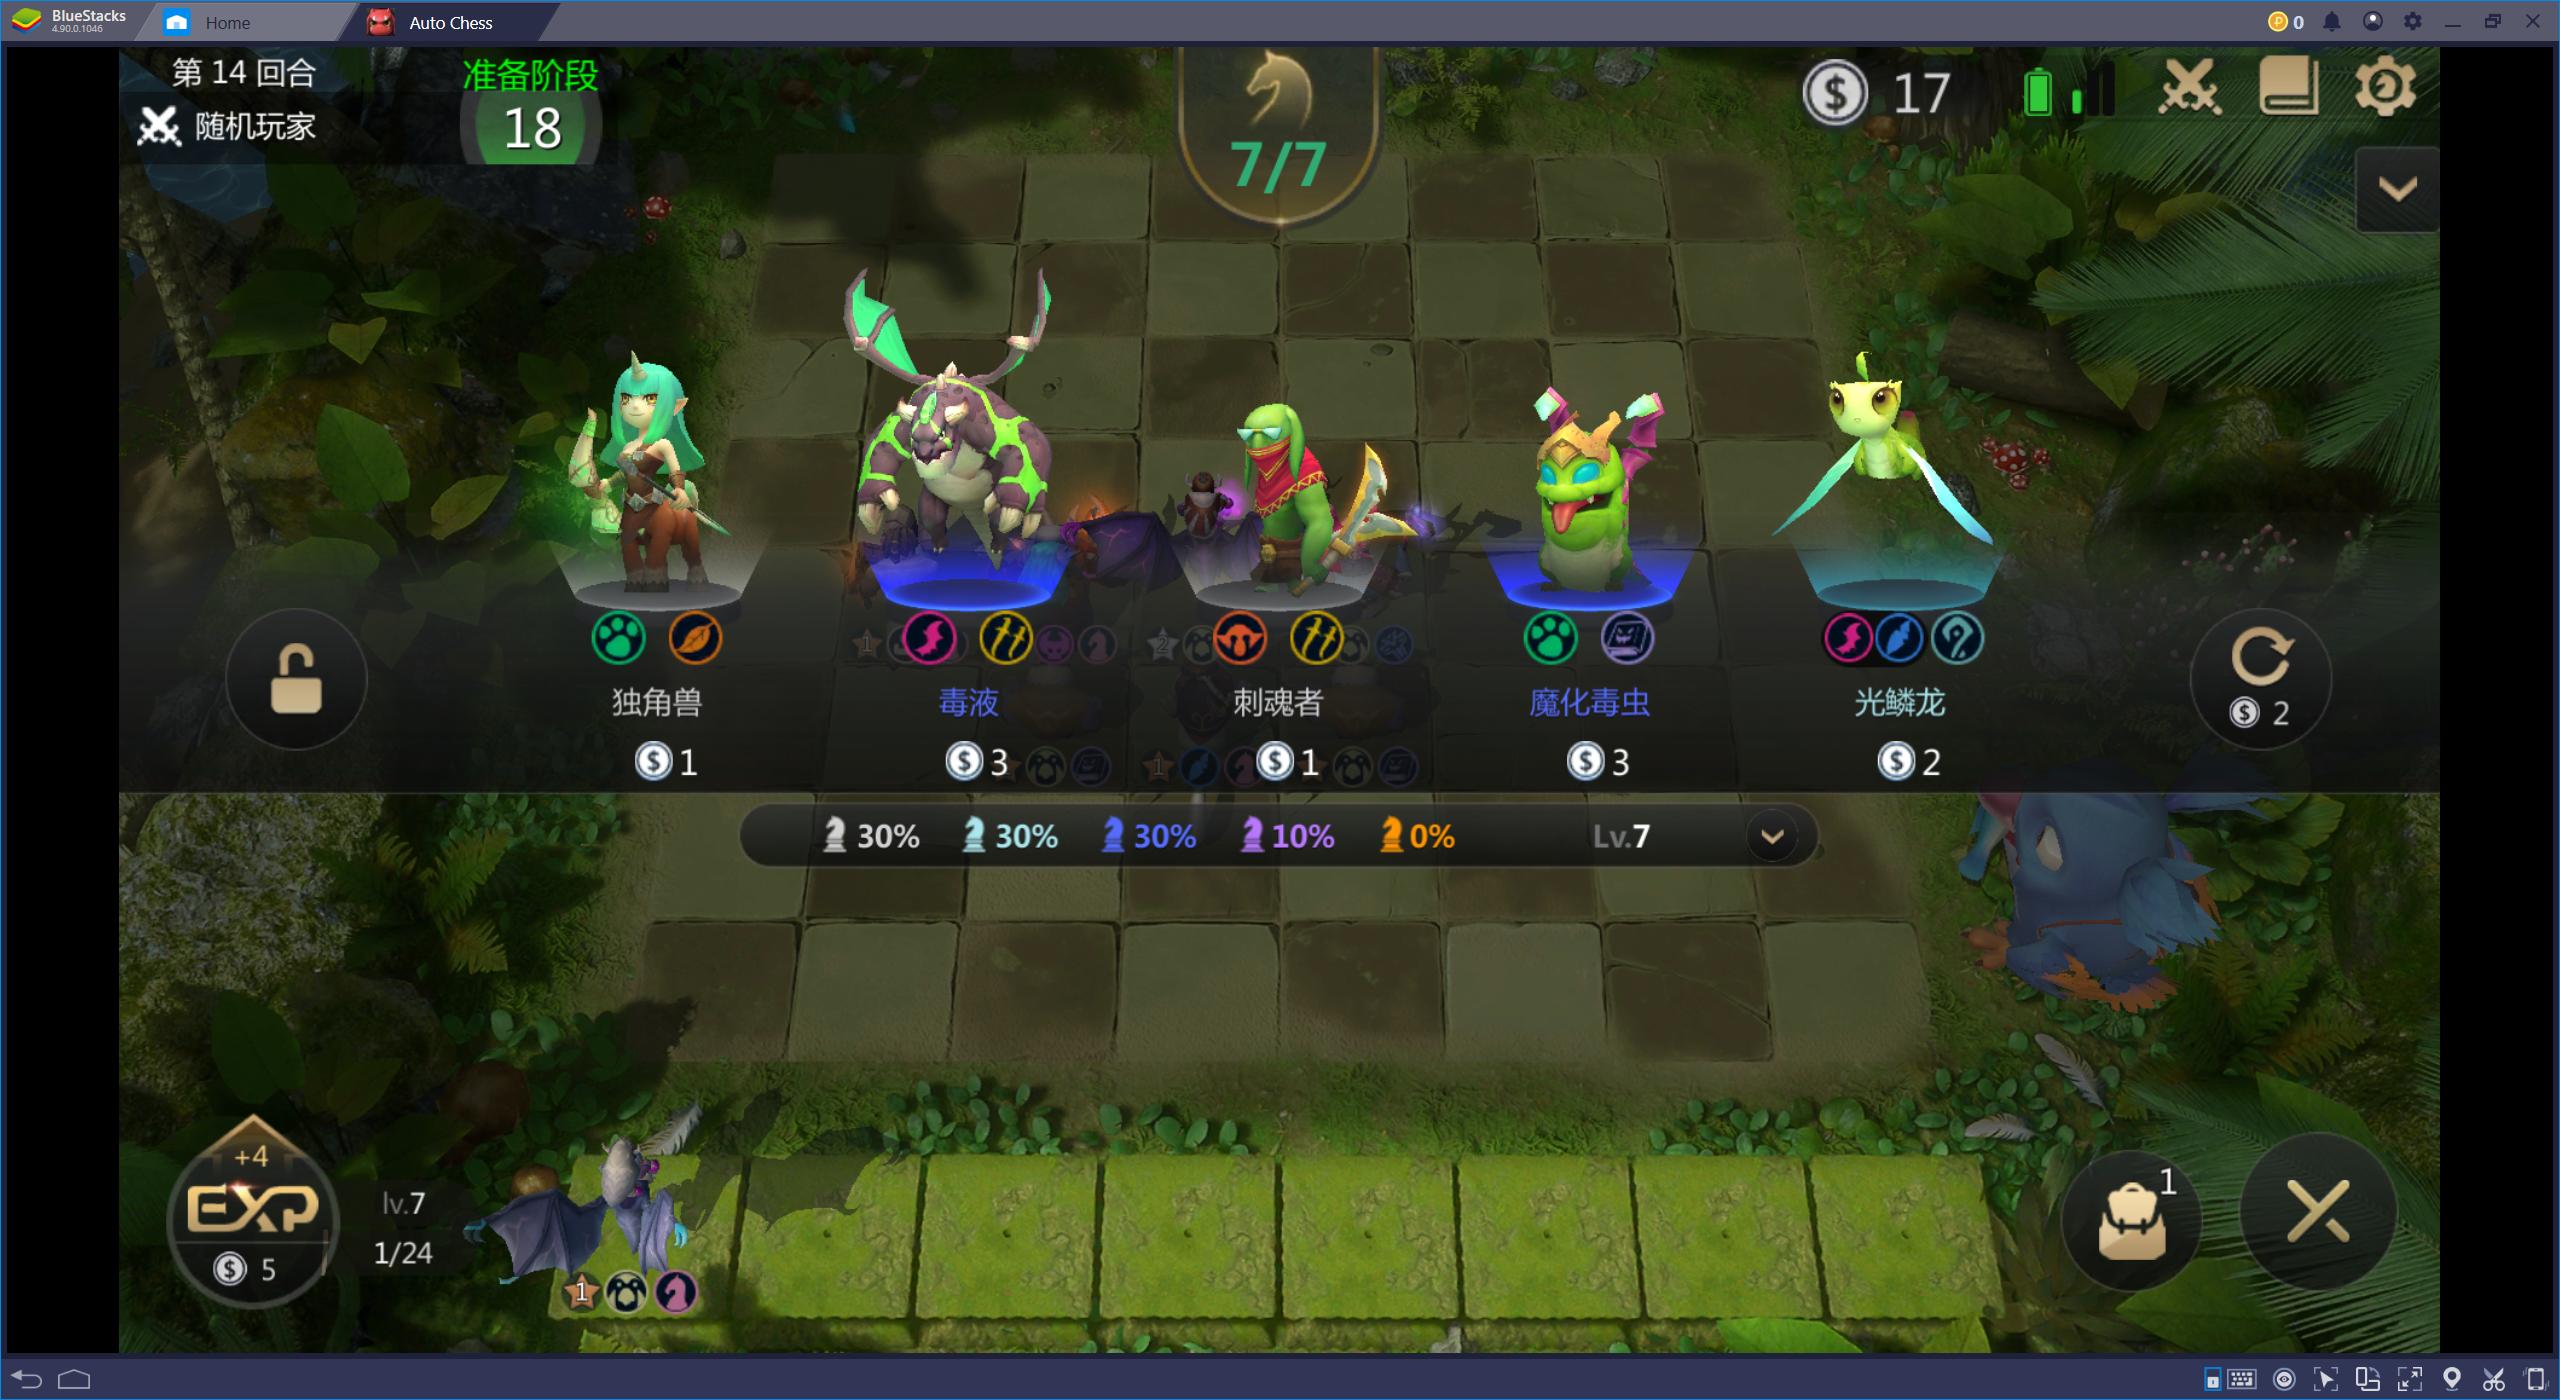 BlueStacks
4.90.0.1046
Home
Auto Chess
0
第 14 回合
随机玩家
准备阶段
18
7/7
17
独角兽
毒液
刺魂者
魔化毒虫
光鳞龙
1
3
1
3
2
2
30% 30% 30% 10% 0% Lv.7
+4
EXP
5
lv.7
1/24
1
1